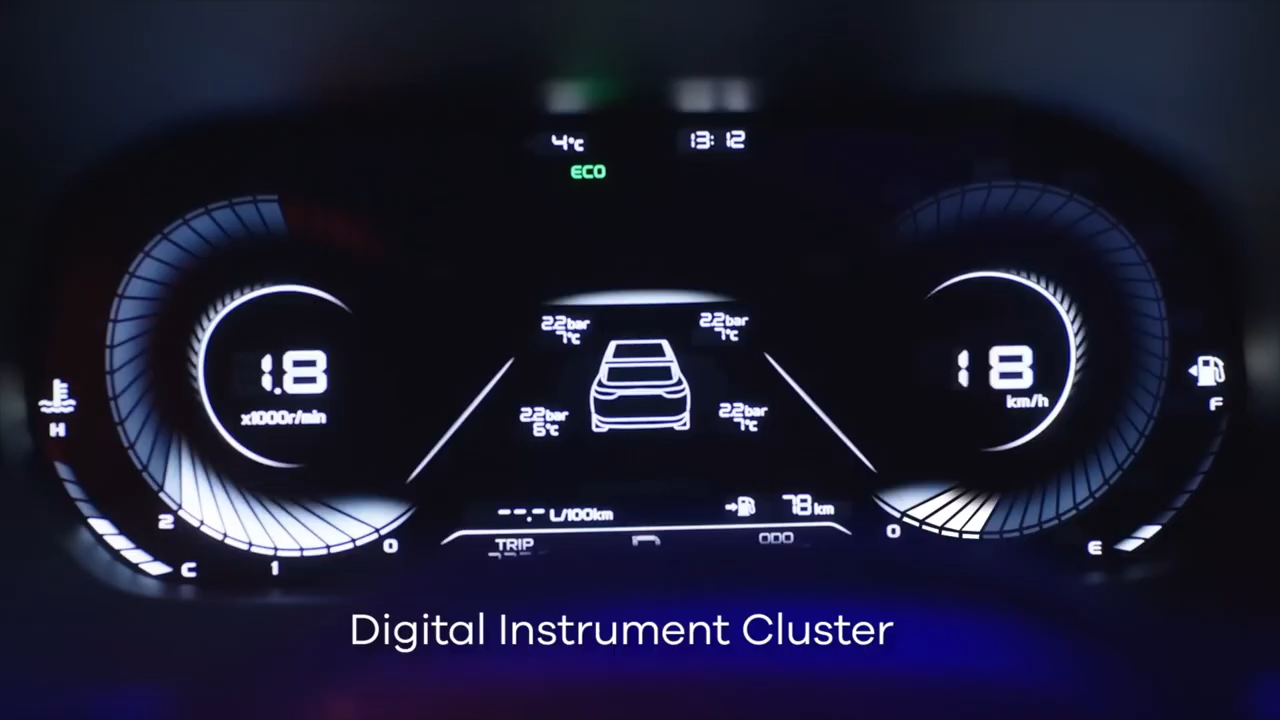 4°C 13:12
ECO
2.2bar 2.2bar
7°C 7°C
1.8 18
x1000r/min km/h
2.2bar 2.2bar
6°C 7°C
H F
--.- L/100km 78km
2 0 0 E
TRIP ODO
1 C
Digital Instrument Cluster